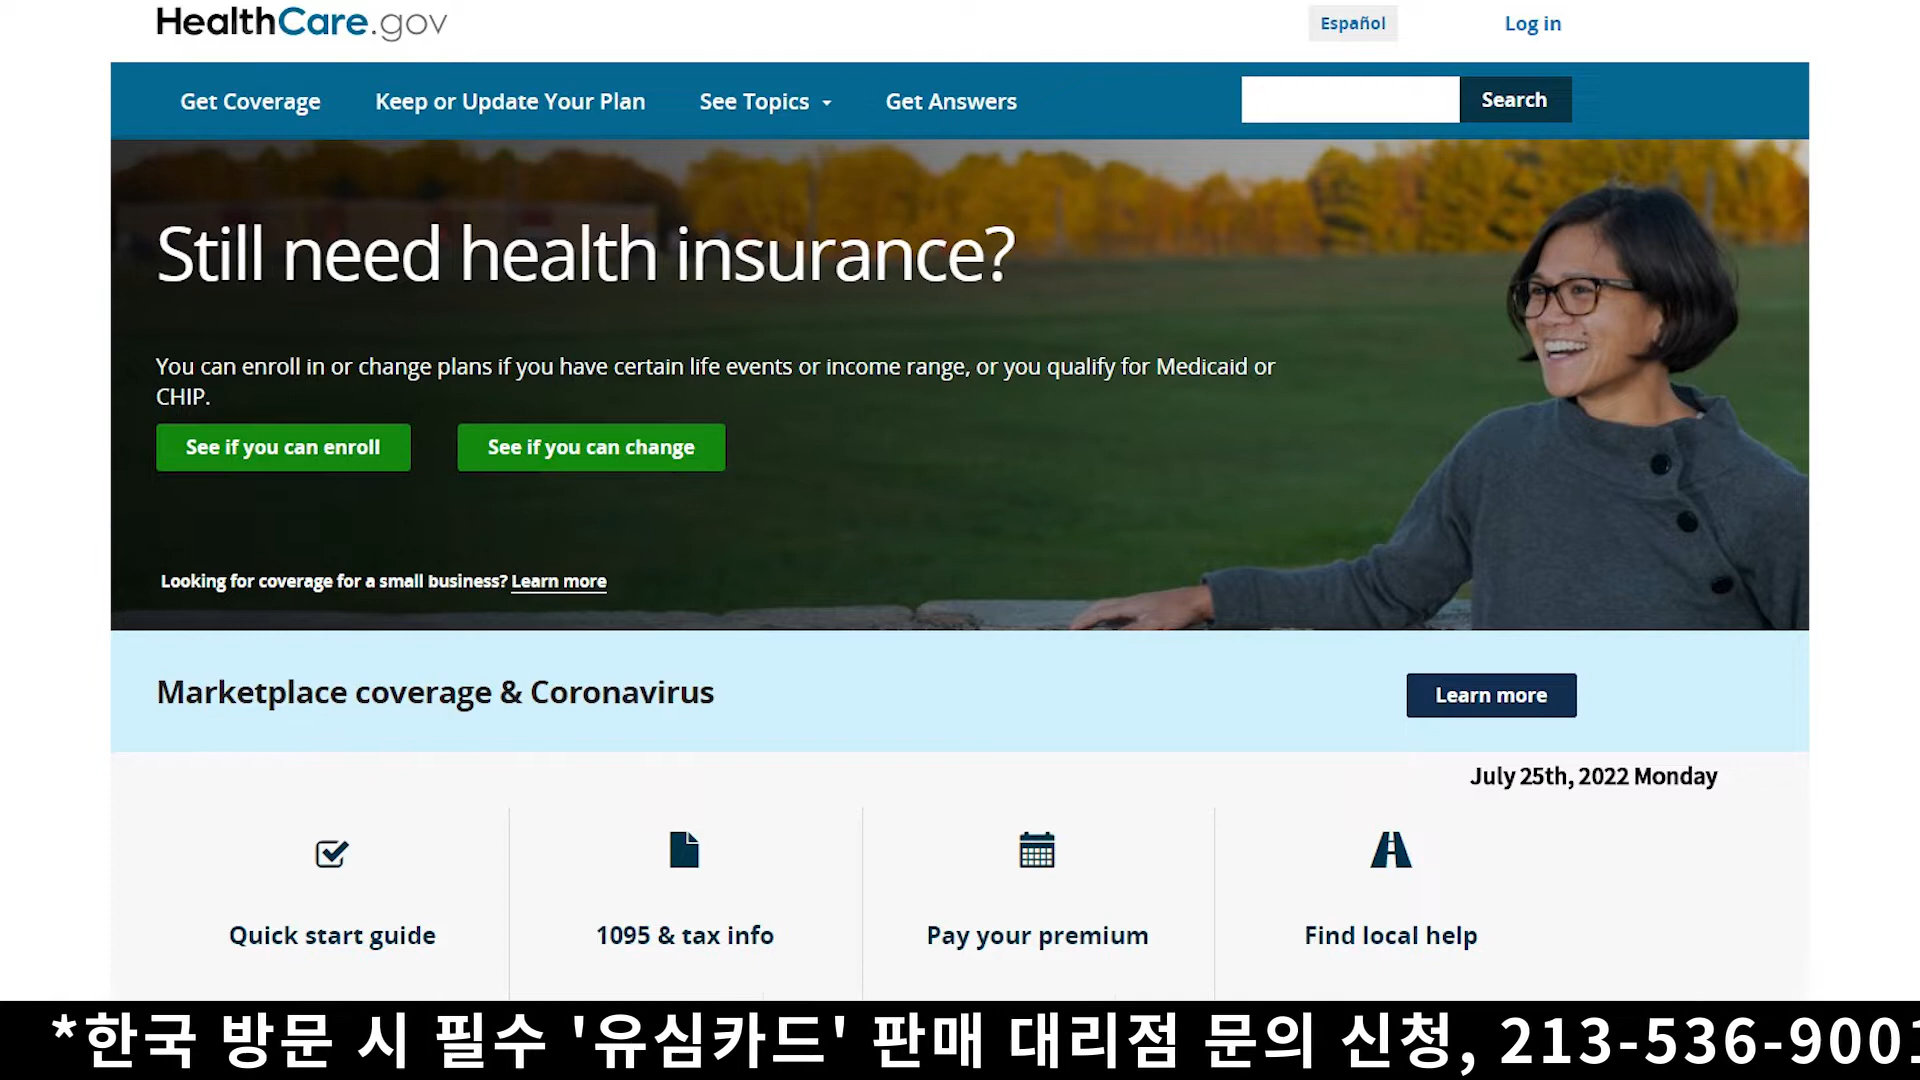 HealthCare.gov
Español
Log in
Get Coverage
Keep or Update Your Plan
See Topics
Get Answers
Search
Still need health insurance?
You can enroll in or change plans if you have certain life events or income range, or you qualify for Medicaid or
CHIP.
See if you can enroll
See if you can change
Looking for coverage for a small business? Learn more
Marketplace coverage & Coronavirus
Learn more
July 25th, 2022 Monday
Quick start guide
1095 & tax info
Pay your premium
Find local help
*한국 방문 시 필수 '유심카드' 판매 대리점 문의 신청, 213-536-9001